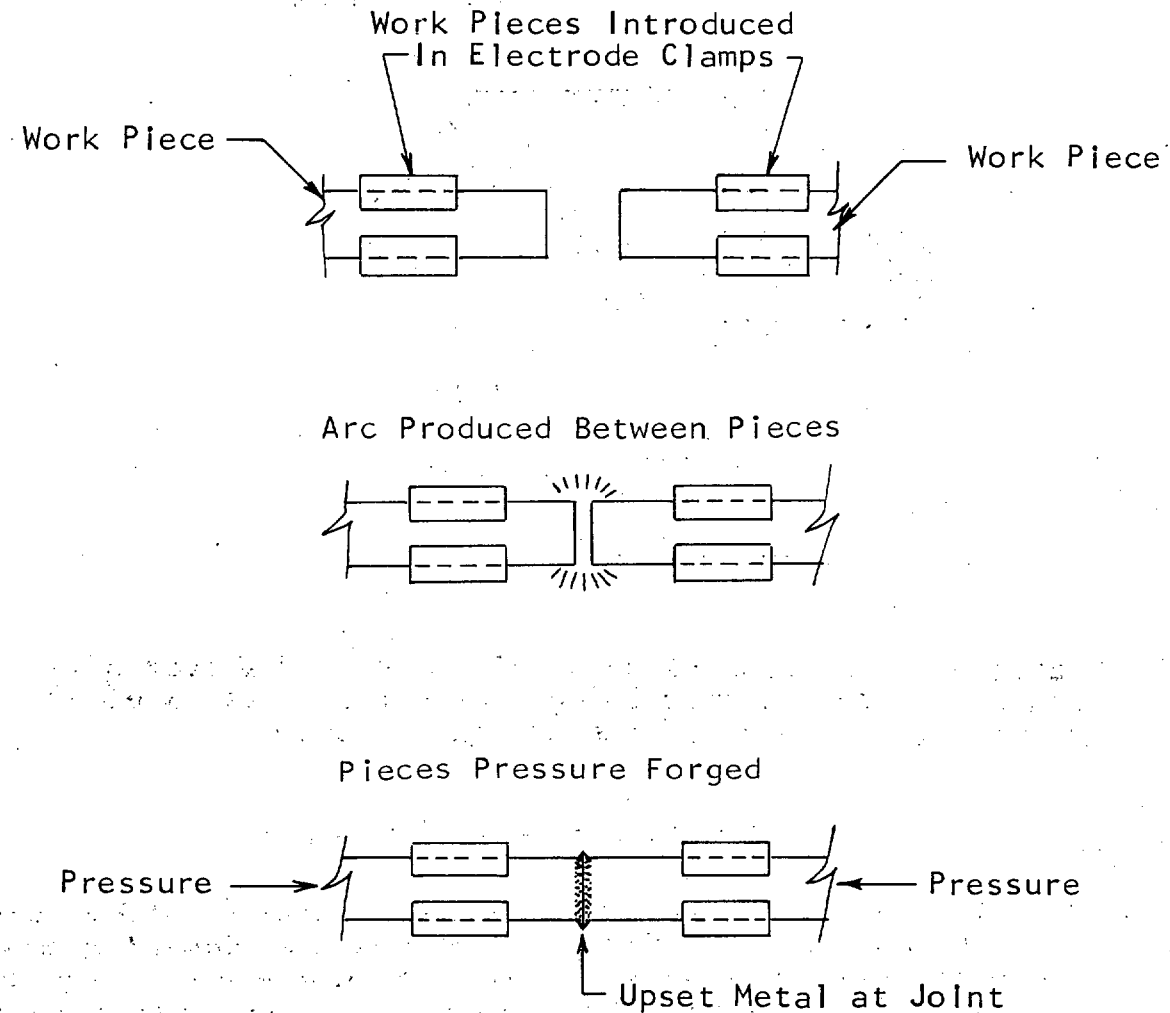 Work Pieces Introduced
In Electrode Clamps
Work Piece
Work Piece
Arc Produced Between Pieces
Pieces Pressure Forged
Pressure
Pressure
Upset Metal at Joint